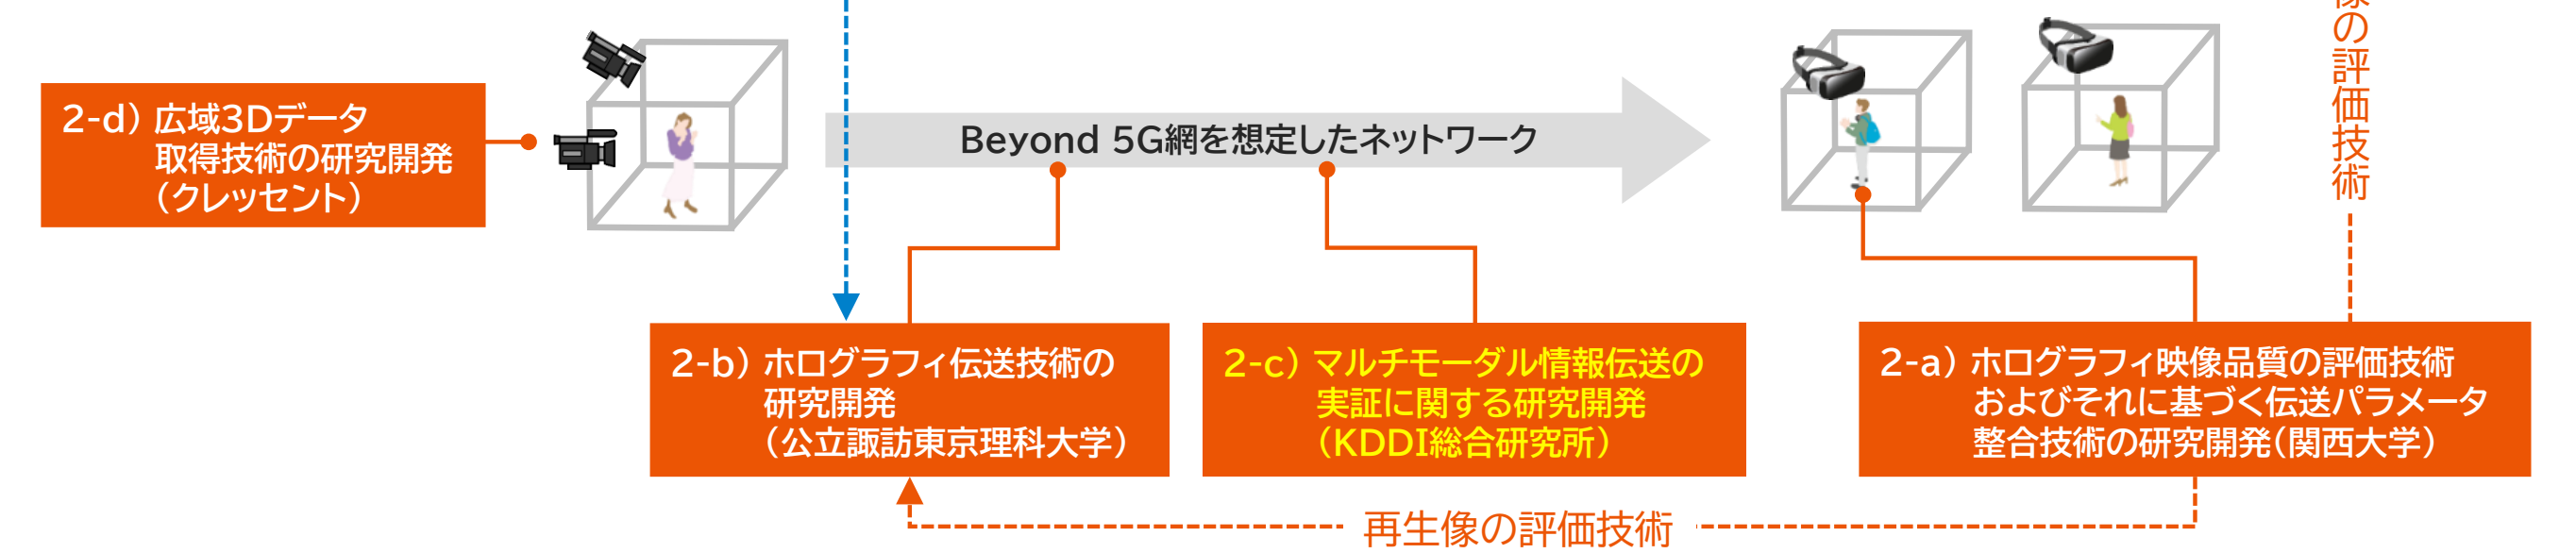 2-d) 広域3Dデータ
取得技術の研究開発
(クレッセント)
Beyond 5G網を想定したネットワーク
の評価技術
2-b) ホログラフィ伝送技術の
研究開発
(公立諏訪東京理科大学)
2-c) マルチモーダル情報伝送の
実証に関する研究開発
(KDDI総合研究所)
2-a) ホログラフィ映像品質の評価技術
およびそれに基づく伝送パラメータ
整合技術の研究開発(関西大学)
再生像の評価技術